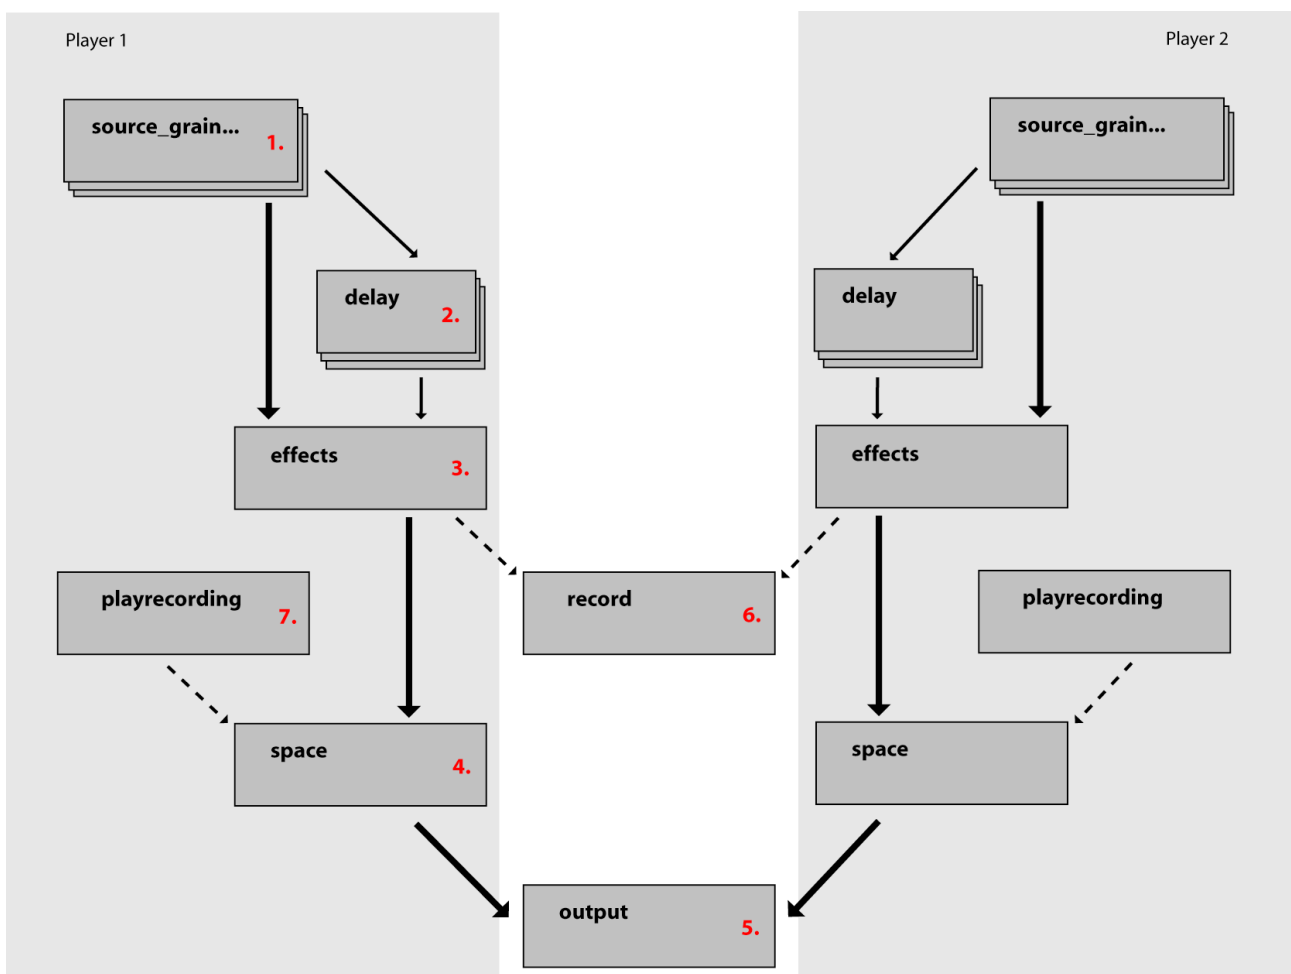 Player 1
Player 2
source_grain...
1.
source_grain...
delay
2.
delay
effects
3.
effects
playrecording
7.
record
6.
playrecording
space
4.
space
output
5.